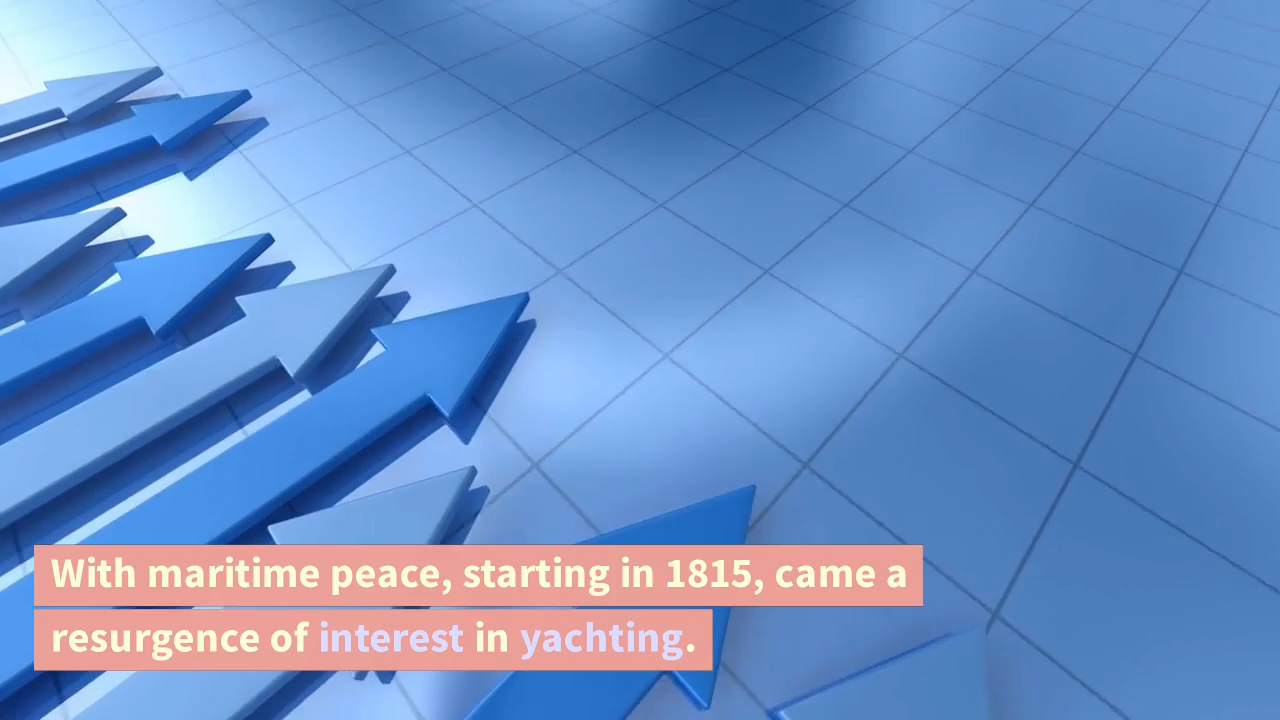 With maritime peace, starting in 1815, came a
resurgence of interest in yachting.